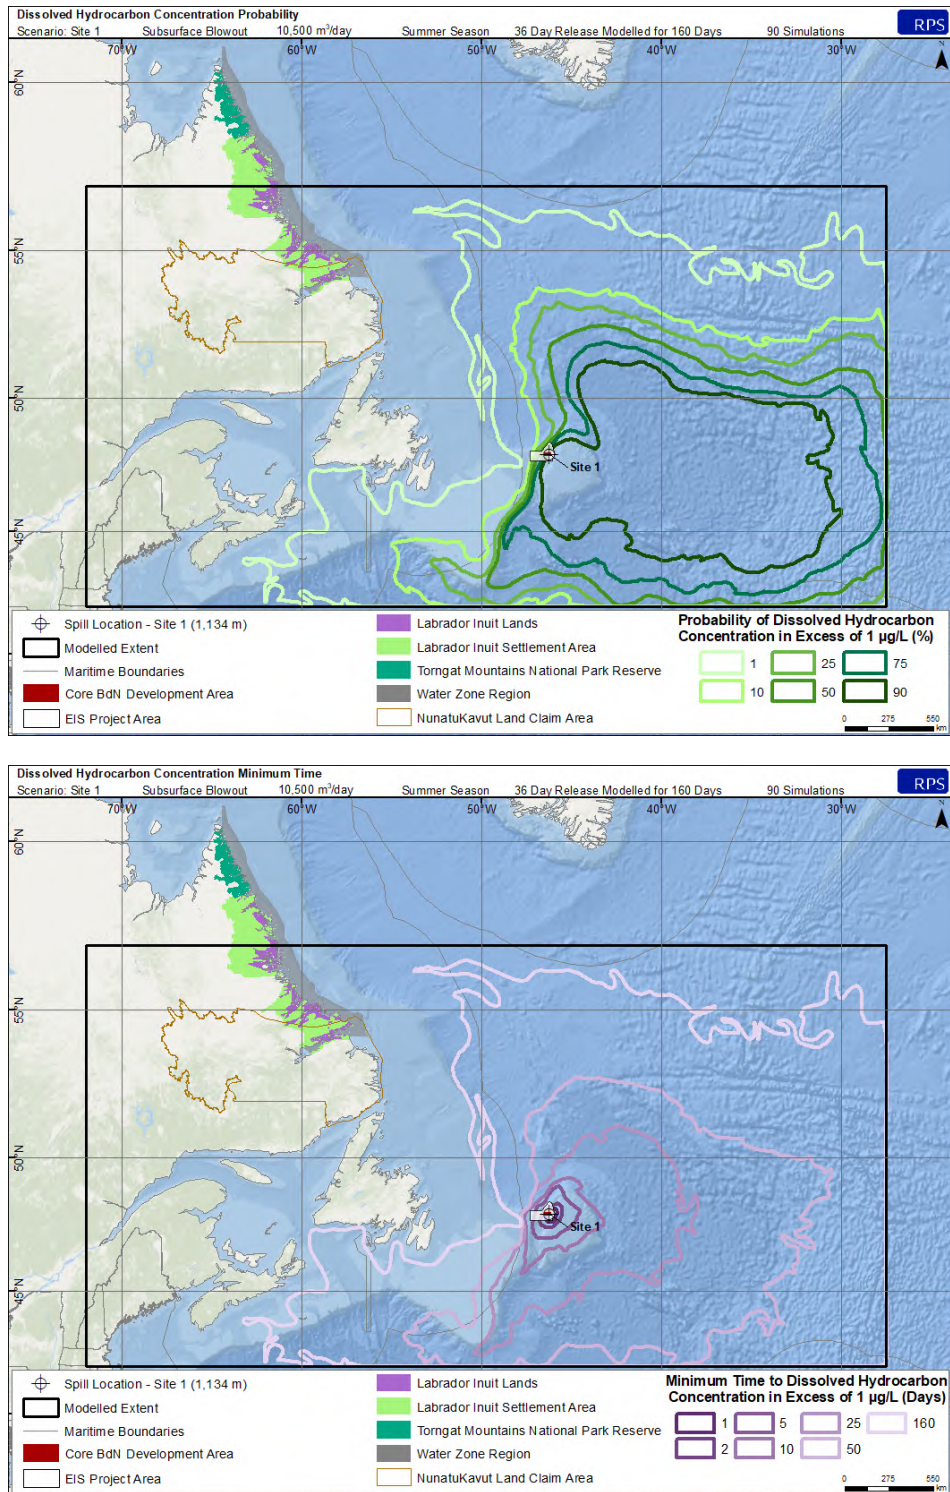 Dissolved Hydrocarbon Concentration Probability
Scenario: Site 1 Subsurface Blowout 10,500 m³/day Summer Season 36 Day Release Modelled for 160 Days 90 Simulations
RPS
70°W 60°W 50°W 40°W 30°W
60°N
55°N
50°N
45°N
Site 1
Spill Location - Site 1 (1,134 m)
Modelled Extent
Maritime Boundaries
Core BdN Development Area
EIS Project Area
Labrador Inuit Lands
Labrador Inuit Settlement Area
Torngat Mountains National Park Reserve
Water Zone Region
NunatuKavut Land Claim Area
Probability of Dissolved Hydrocarbon
Concentration in Excess of 1 µg/L (%)
1 25 75
10 50 90
0 275 550
km
Dissolved Hydrocarbon Concentration Minimum Time
Scenario: Site 1 Subsurface Blowout 10,500 m³/day Summer Season 36 Day Release Modelled for 160 Days 90 Simulations
RPS
70°W 60°W 50°W 40°W 30°W
60°N
55°N
50°N
45°N
Site 1
Spill Location - Site 1 (1,134 m)
Modelled Extent
Maritime Boundaries
Core BdN Development Area
EIS Project Area
Labrador Inuit Lands
Labrador Inuit Settlement Area
Torngat Mountains National Park Reserve
Water Zone Region
NunatuKavut Land Claim Area
Minimum Time to Dissolved Hydrocarbon
Concentration in Excess of 1 µg/L (Days)
1 5 25 160
2 10 50
0 275 550
km